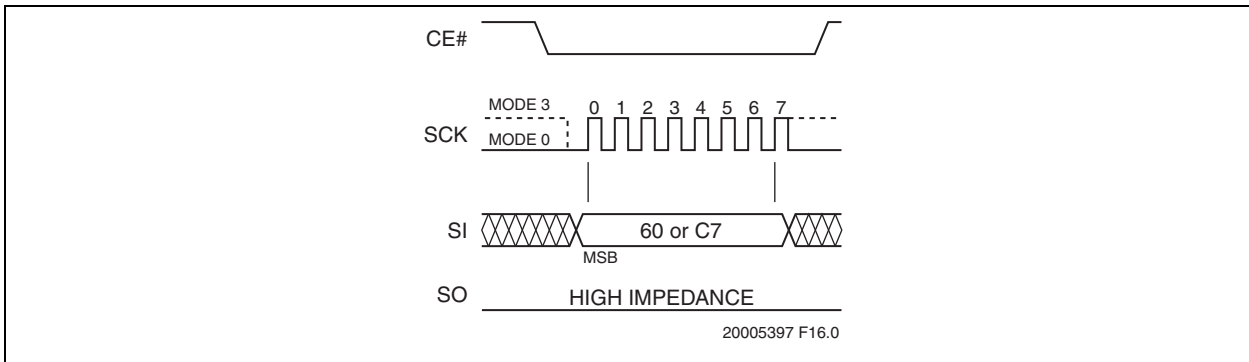 CE#
MODE 3
0 1 2 3 4 5 6 7
SCK
MODE 0
SI
60 or C7
MSB
SO
HIGH IMPEDANCE
20005397 F16.0